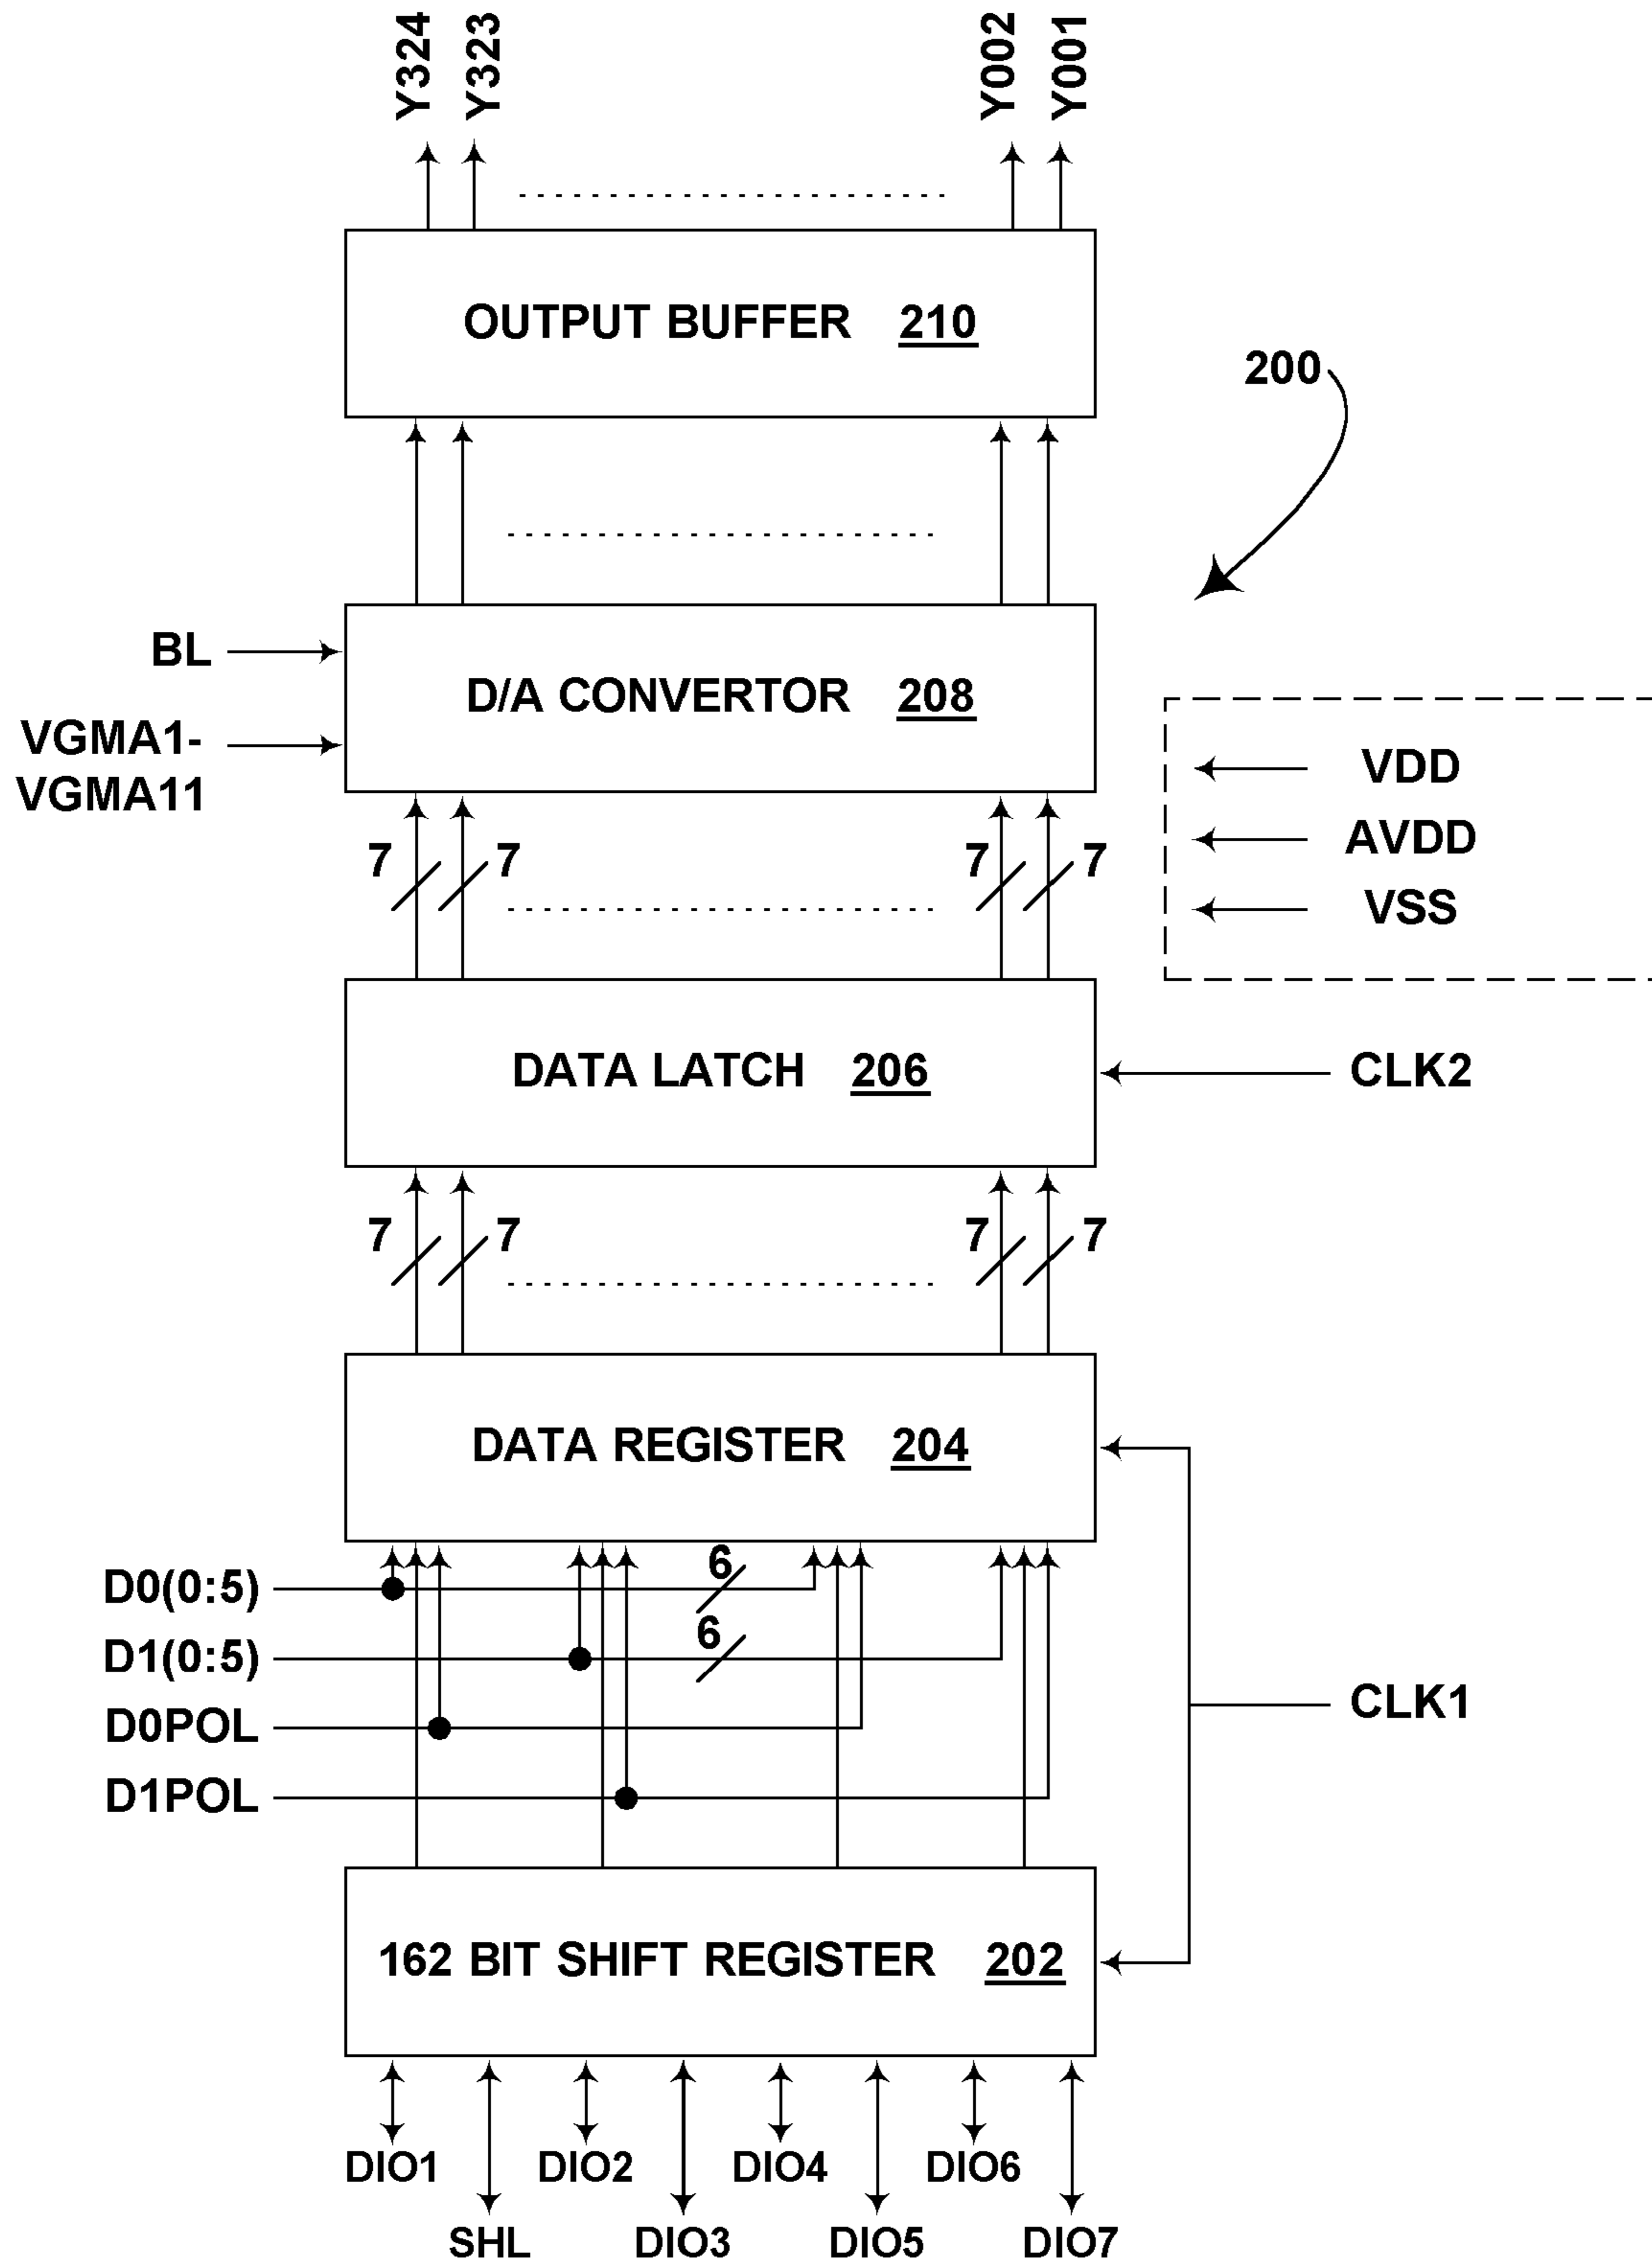 Y324 Y323 Y002 Y001
OUTPUT BUFFER 210
200
BL
D/A CONVERTOR 208
VGMA1-
VGMA11
VDD
AVDD
VSS
7 7 7 7
DATA LATCH 206
CLK2
7 7 7 7
DATA REGISTER 204
6
D0(0:5)
6
D1(0:5)
D0POL
CLK1
D1POL
162 BIT SHIFT REGISTER 202
DIO1 DIO2 DIO4 DIO6
SHL DIO3 DIO5 DIO7